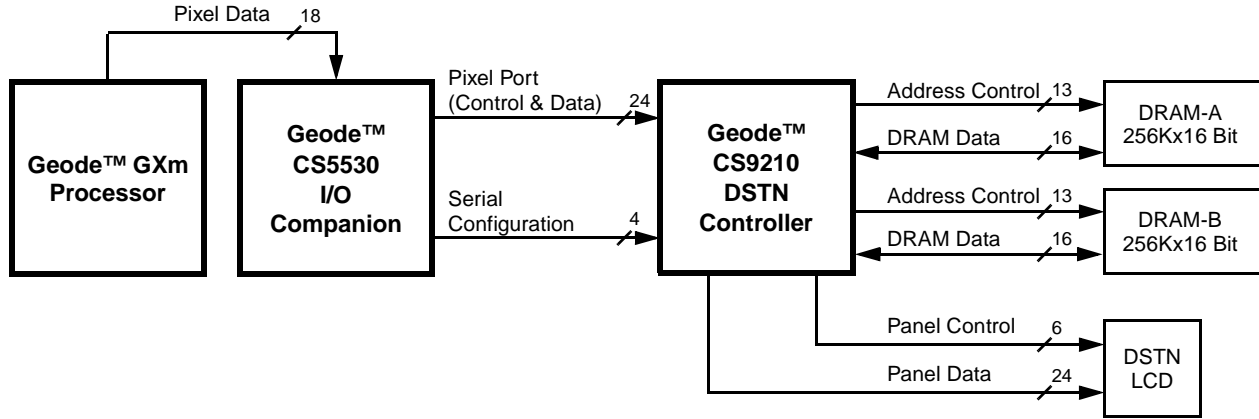 Pixel Data 18
Geode™ GXm
Processor
Geode™
CS5530
I/O
Companion
Pixel Port
(Control & Data) 24
Serial
Configuration 4
Geode™
CS9210
DSTN
Controller
Address Control 13
DRAM Data 16
DRAM-A
256Kx16 Bit
Address Control 13
DRAM Data 16
DRAM-B
256Kx16 Bit
Panel Control 6
Panel Data 24
DSTN
LCD